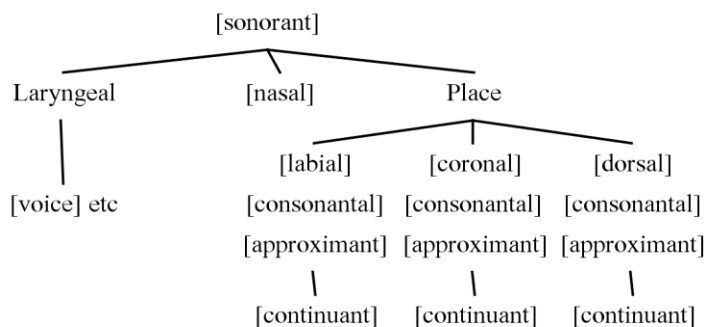 [sonorant]
Laryngeal [nasal] Place
[labial] [coronal] [dorsal]
[voice] etc [consonantal] [consonantal] [consonantal]
[approximant] [approximant] [approximant]
[continuant] [continuant] [continuant]